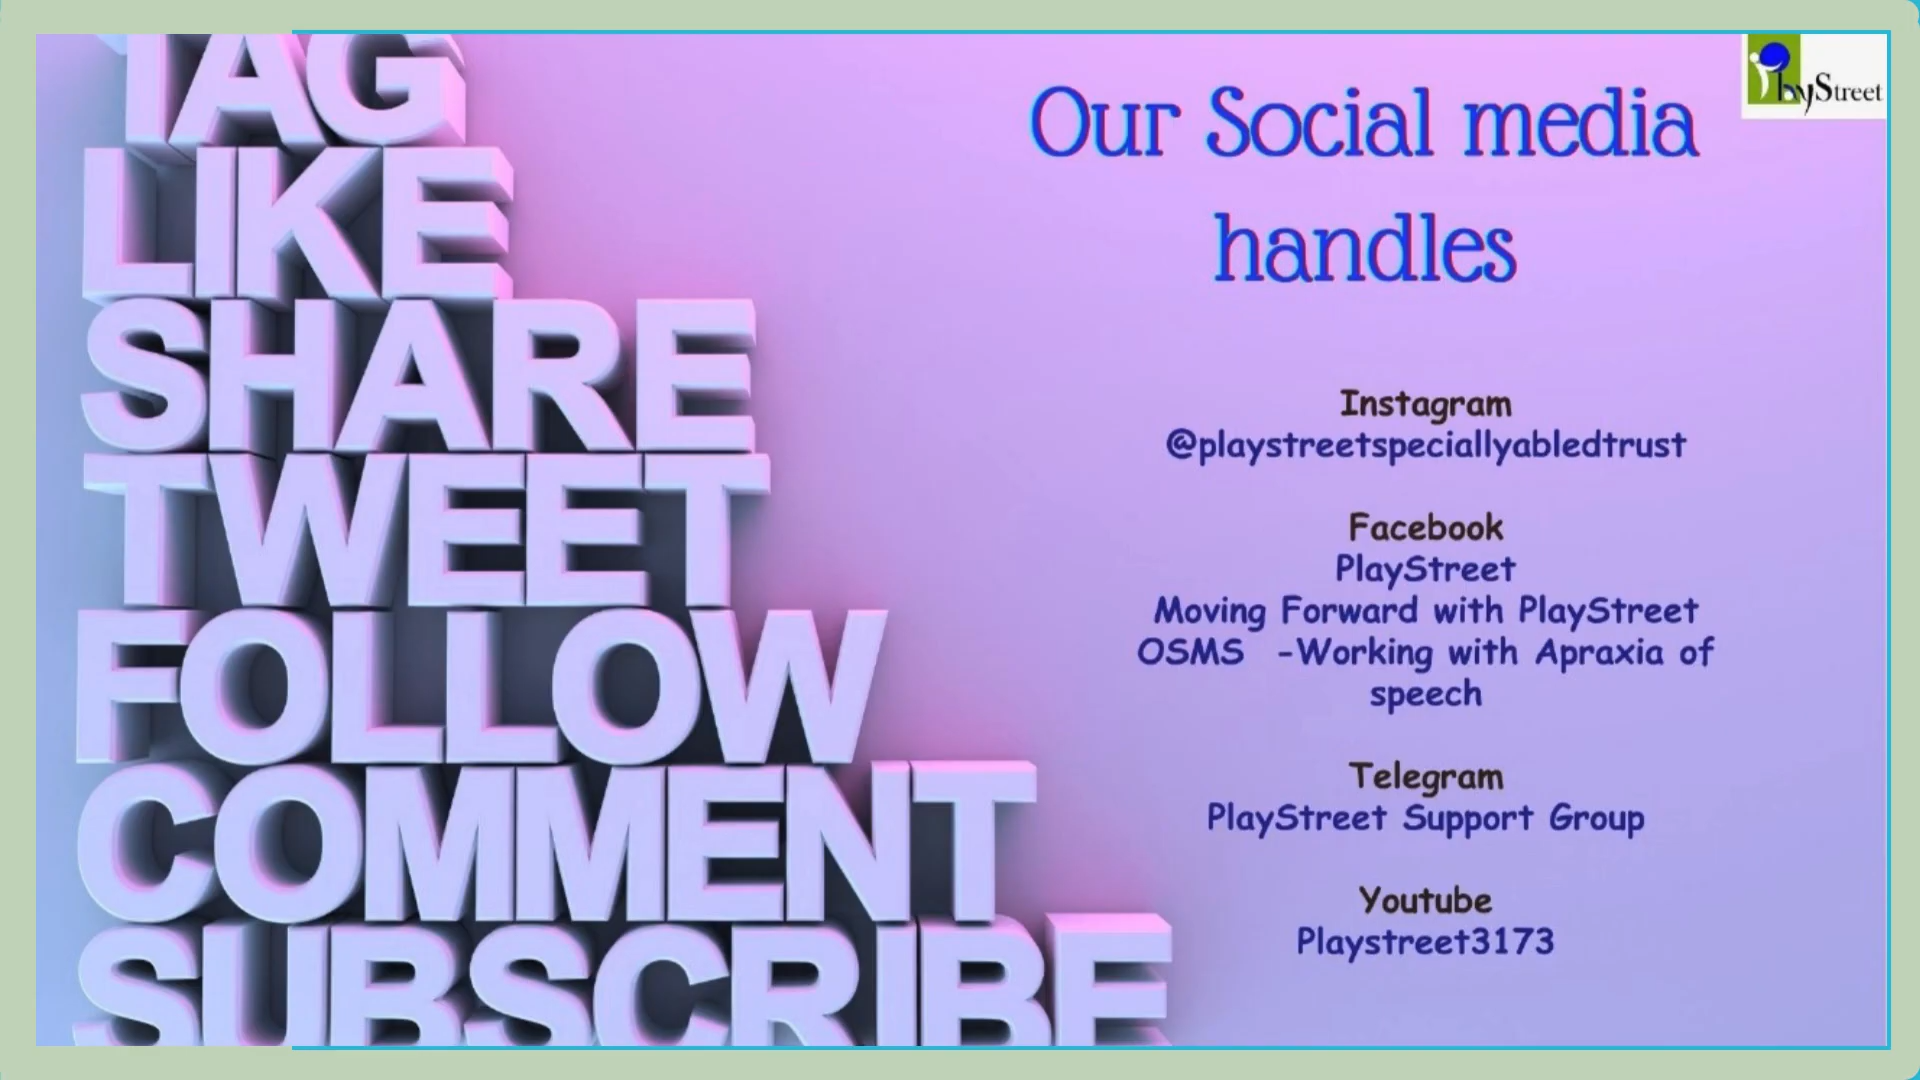 TAG
LIKE
SHARE
TWEET
FOLLOW
COMMENT
SUBSCRIBE
Our Social media
handles
PlayStreet
Instagram
@playstreetspeciallyabledtrust
Facebook
PlayStreet
Moving Forward with PlayStreet
OSMS -Working with Apraxia of
speech
Telegram
PlayStreet Support Group
Youtube
Playstreet3173